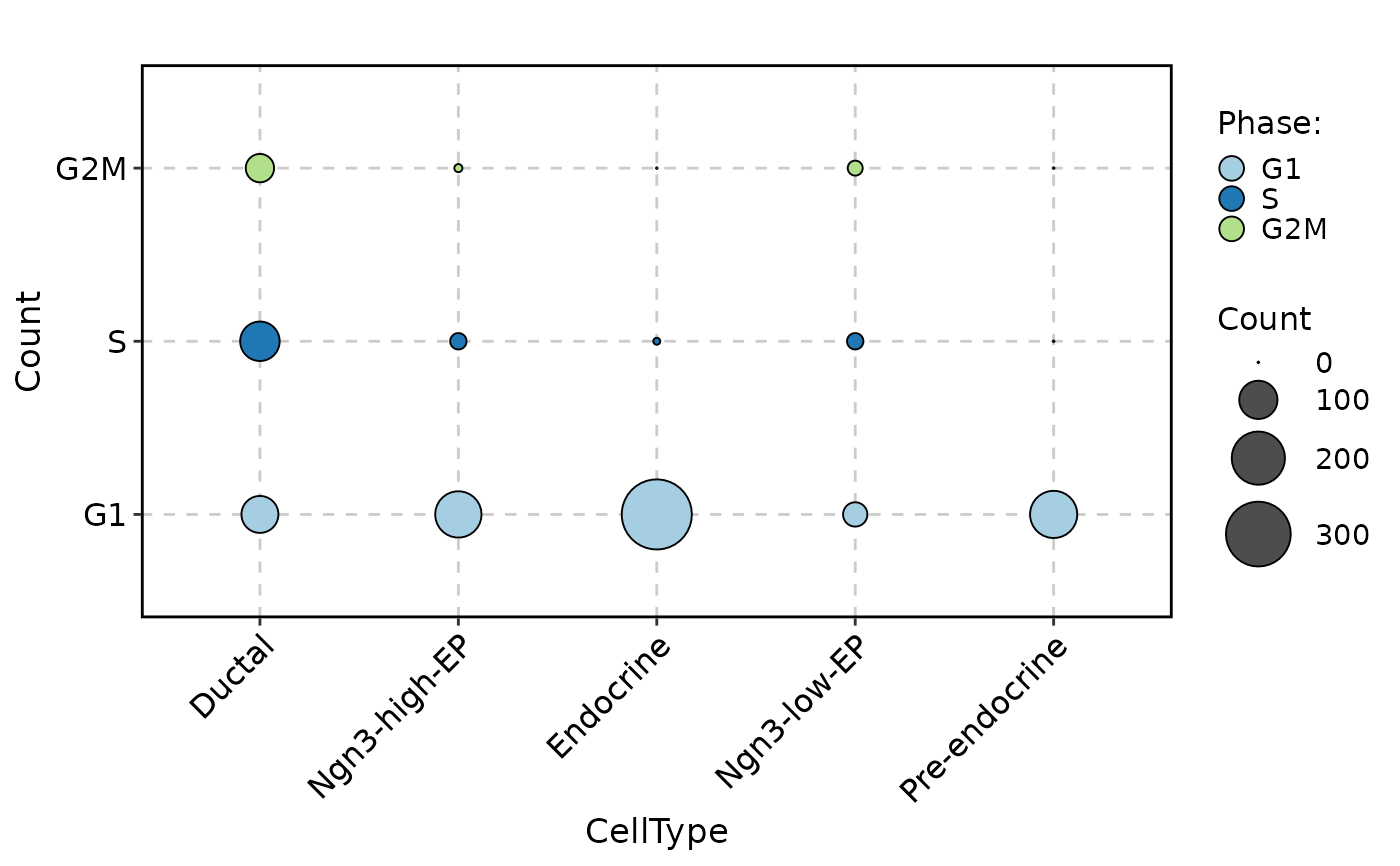 Count
G2M
S
G1
Ductal
Ngn3-high-EP
Endocrine
Ngn3-low-EP
Pre-endocrine
CellType
Phase:
G1
S
G2M
Count
0
100
200
300